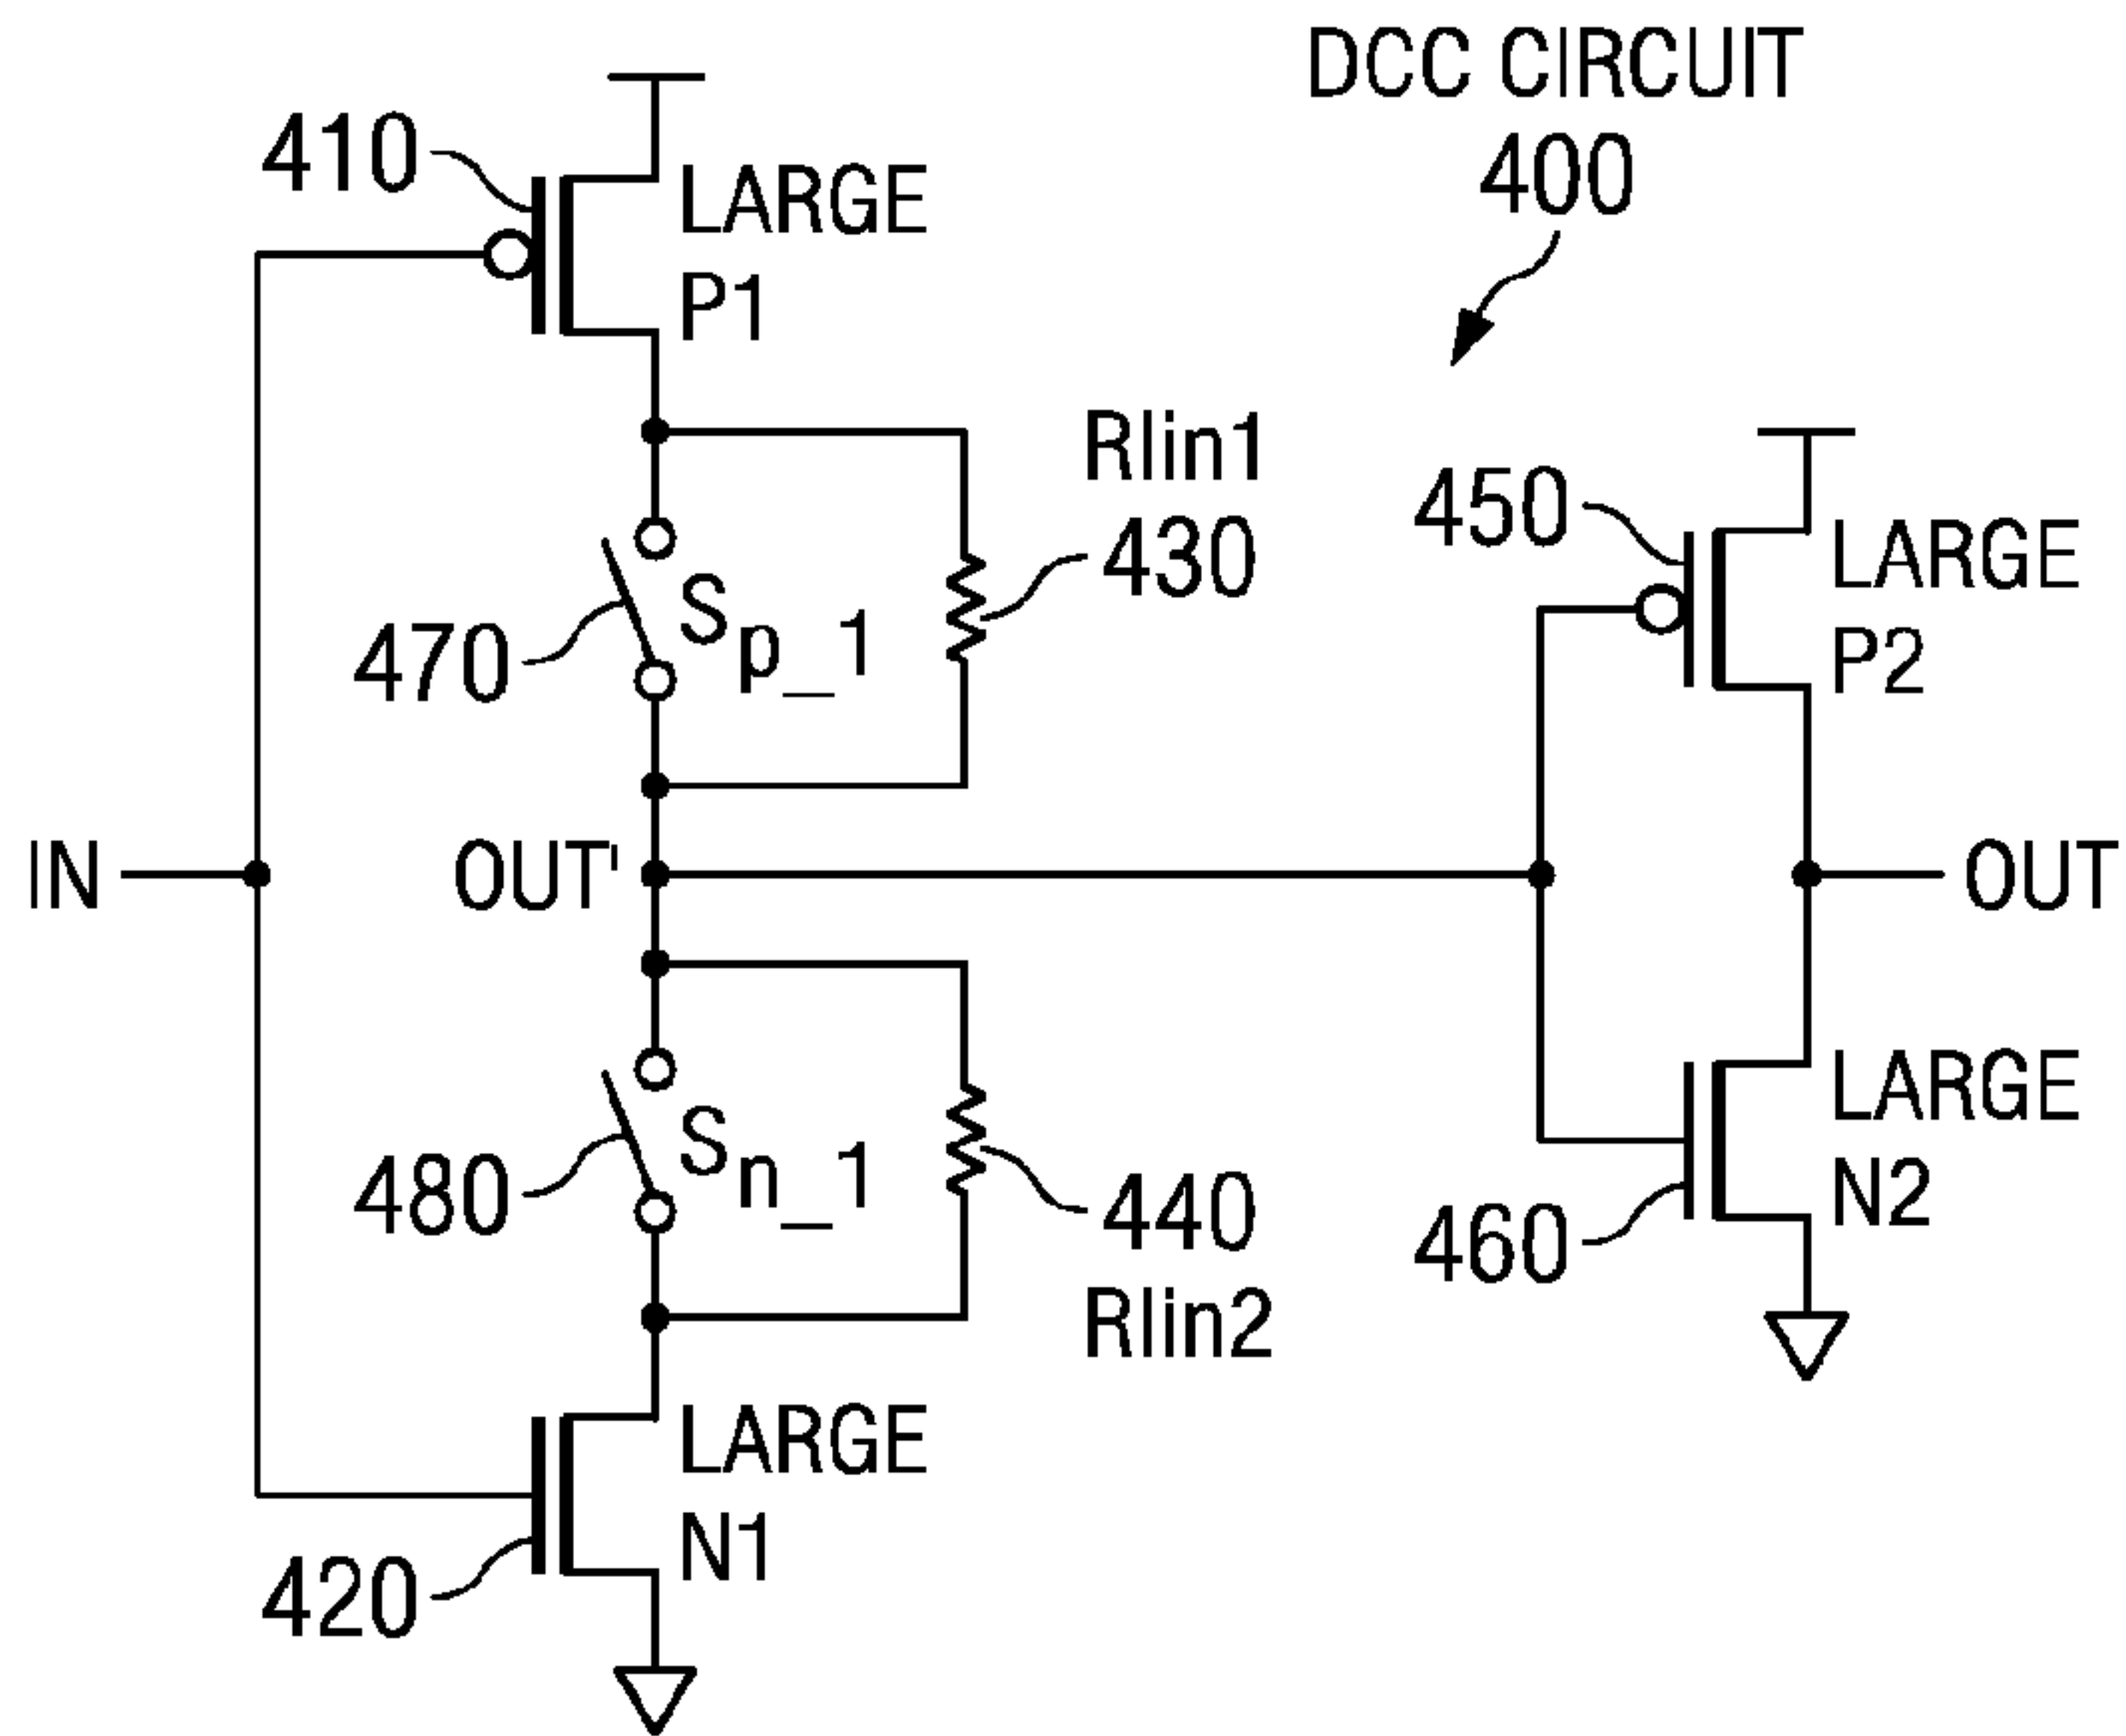 DCC CIRCUIT
400
410
LARGE
P1
Rlin1
430
470
Sp_1
450
LARGE
P2
IN
OUT'
OUT
480
Sn_1
440
Rlin2
LARGE
N2
460
LARGE
N1
420